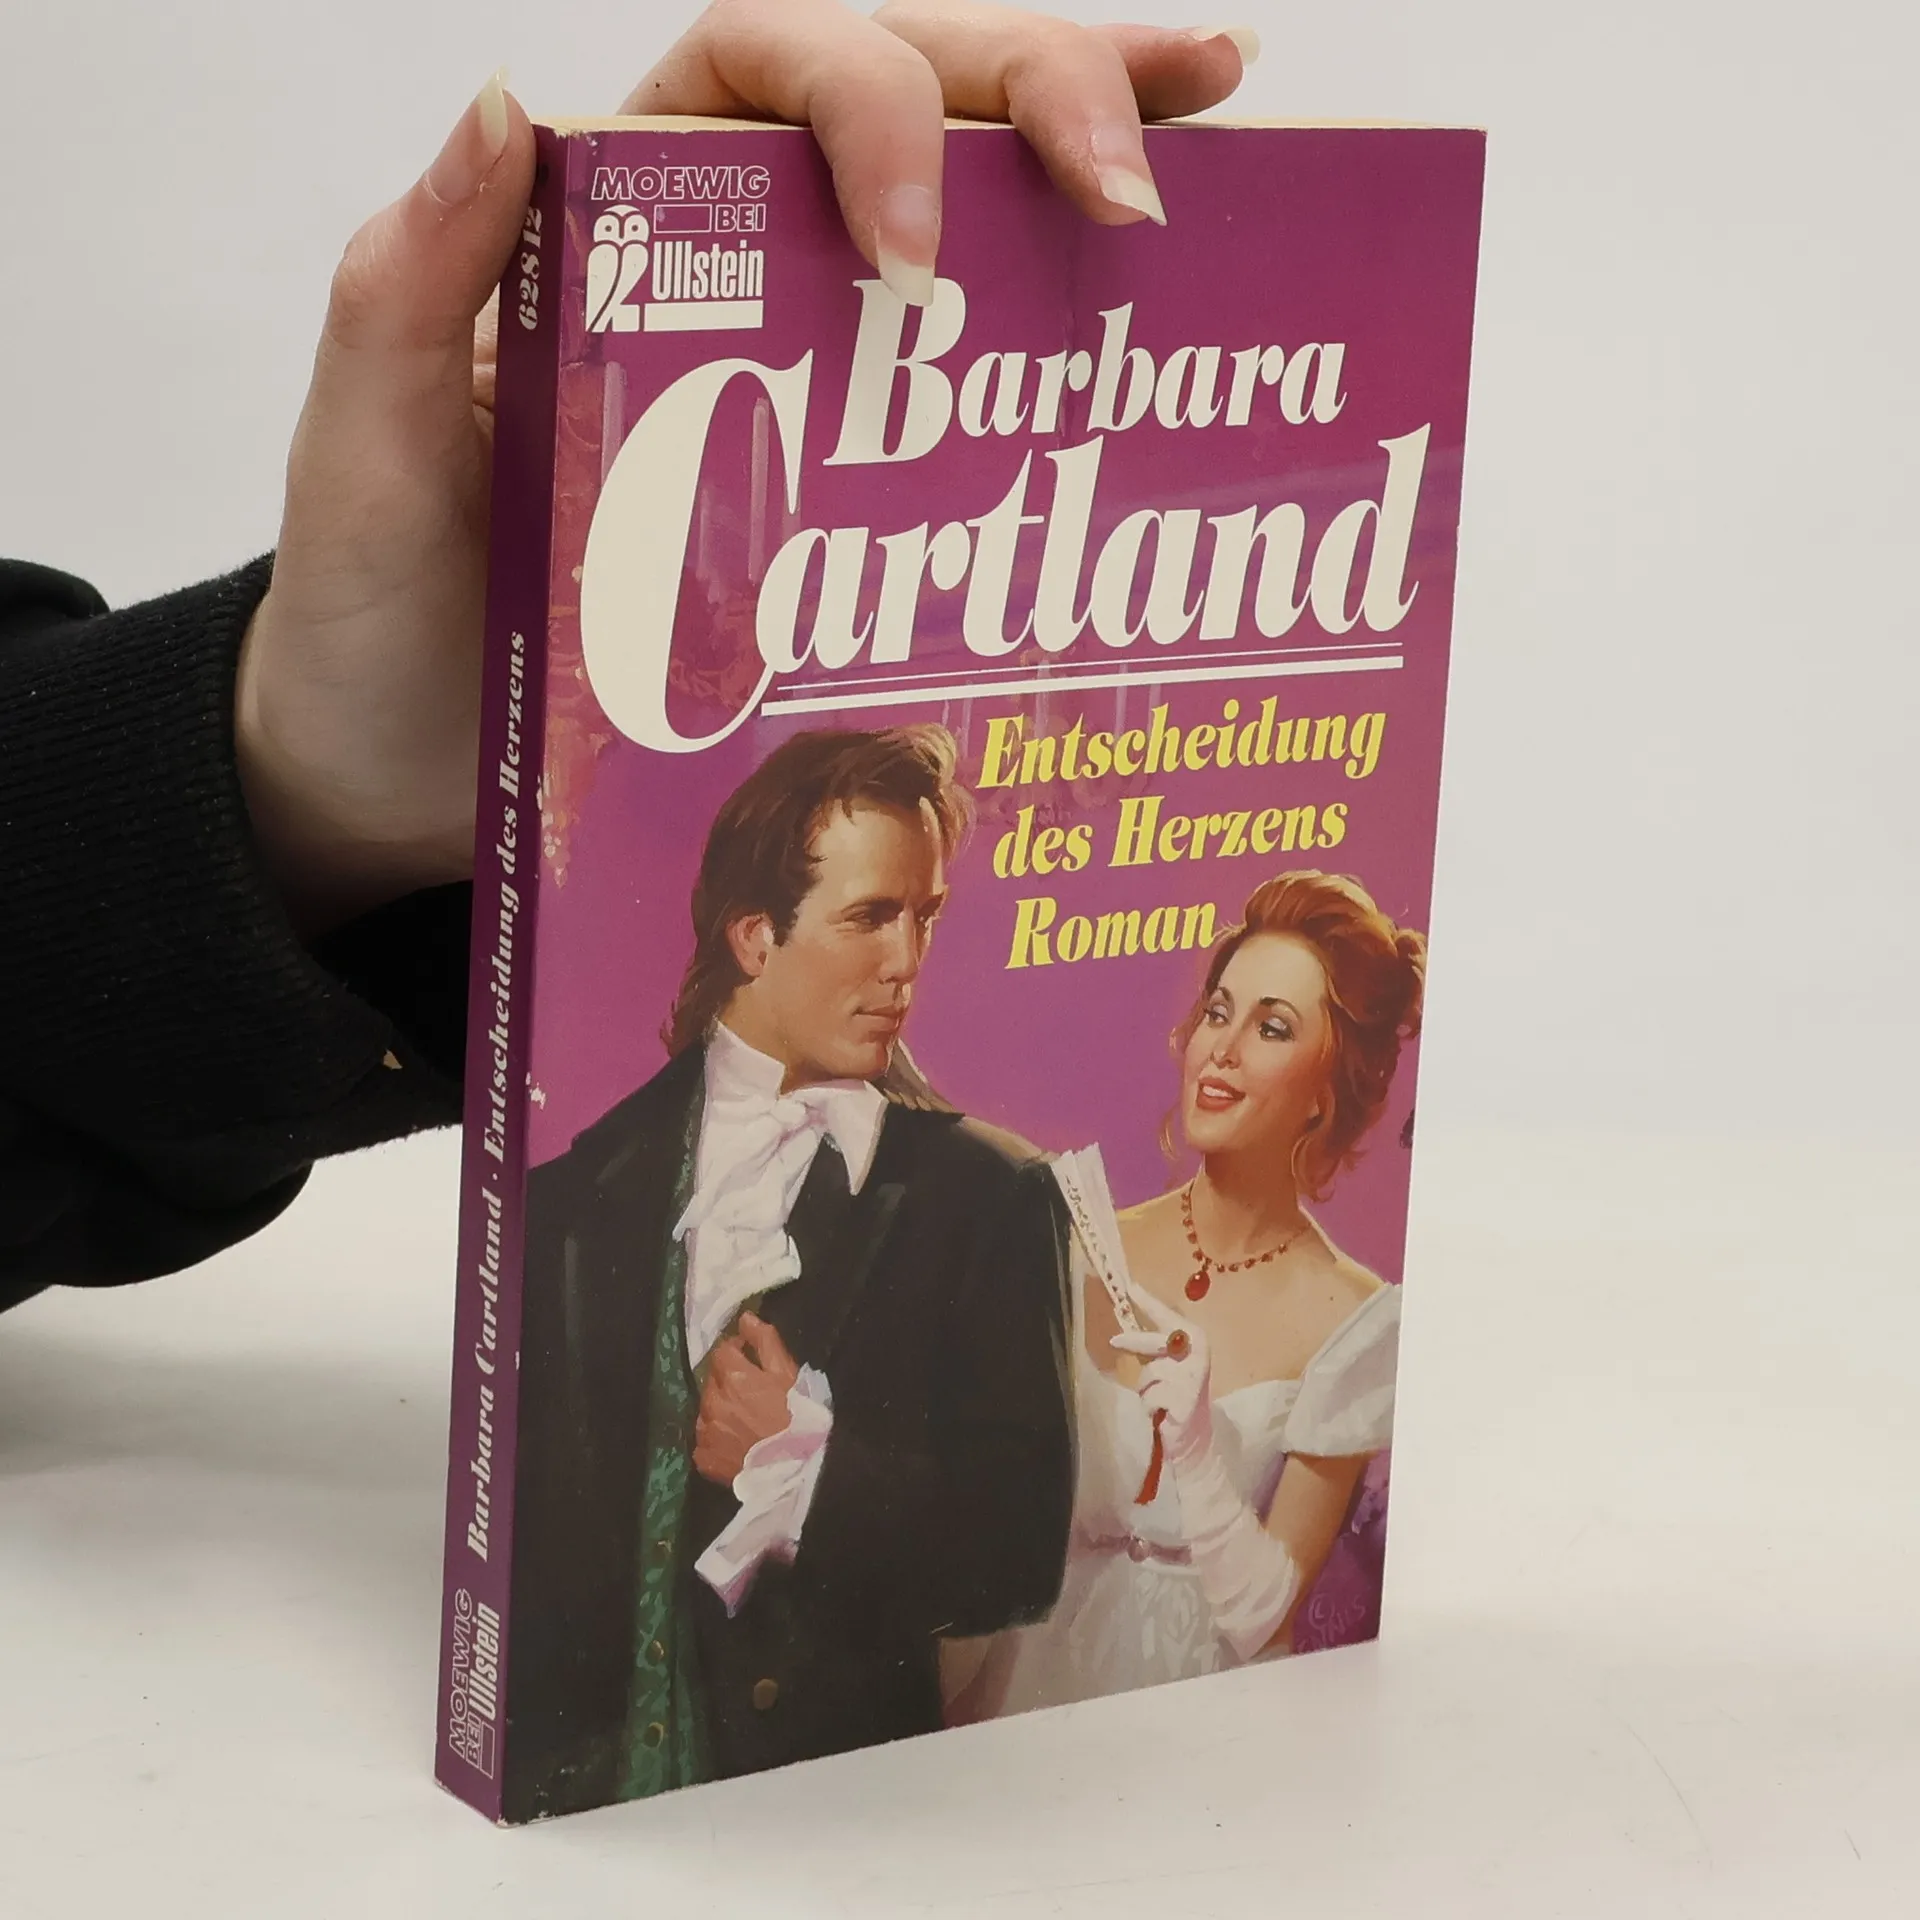 MOEWIG
BEI
Ullstein
Barbara
Cartland
Entscheidung
des Herzens
Roman
62812
Barbara Cartland · Entscheidung des Herzens
MOEWIG
BEI
Ullstein